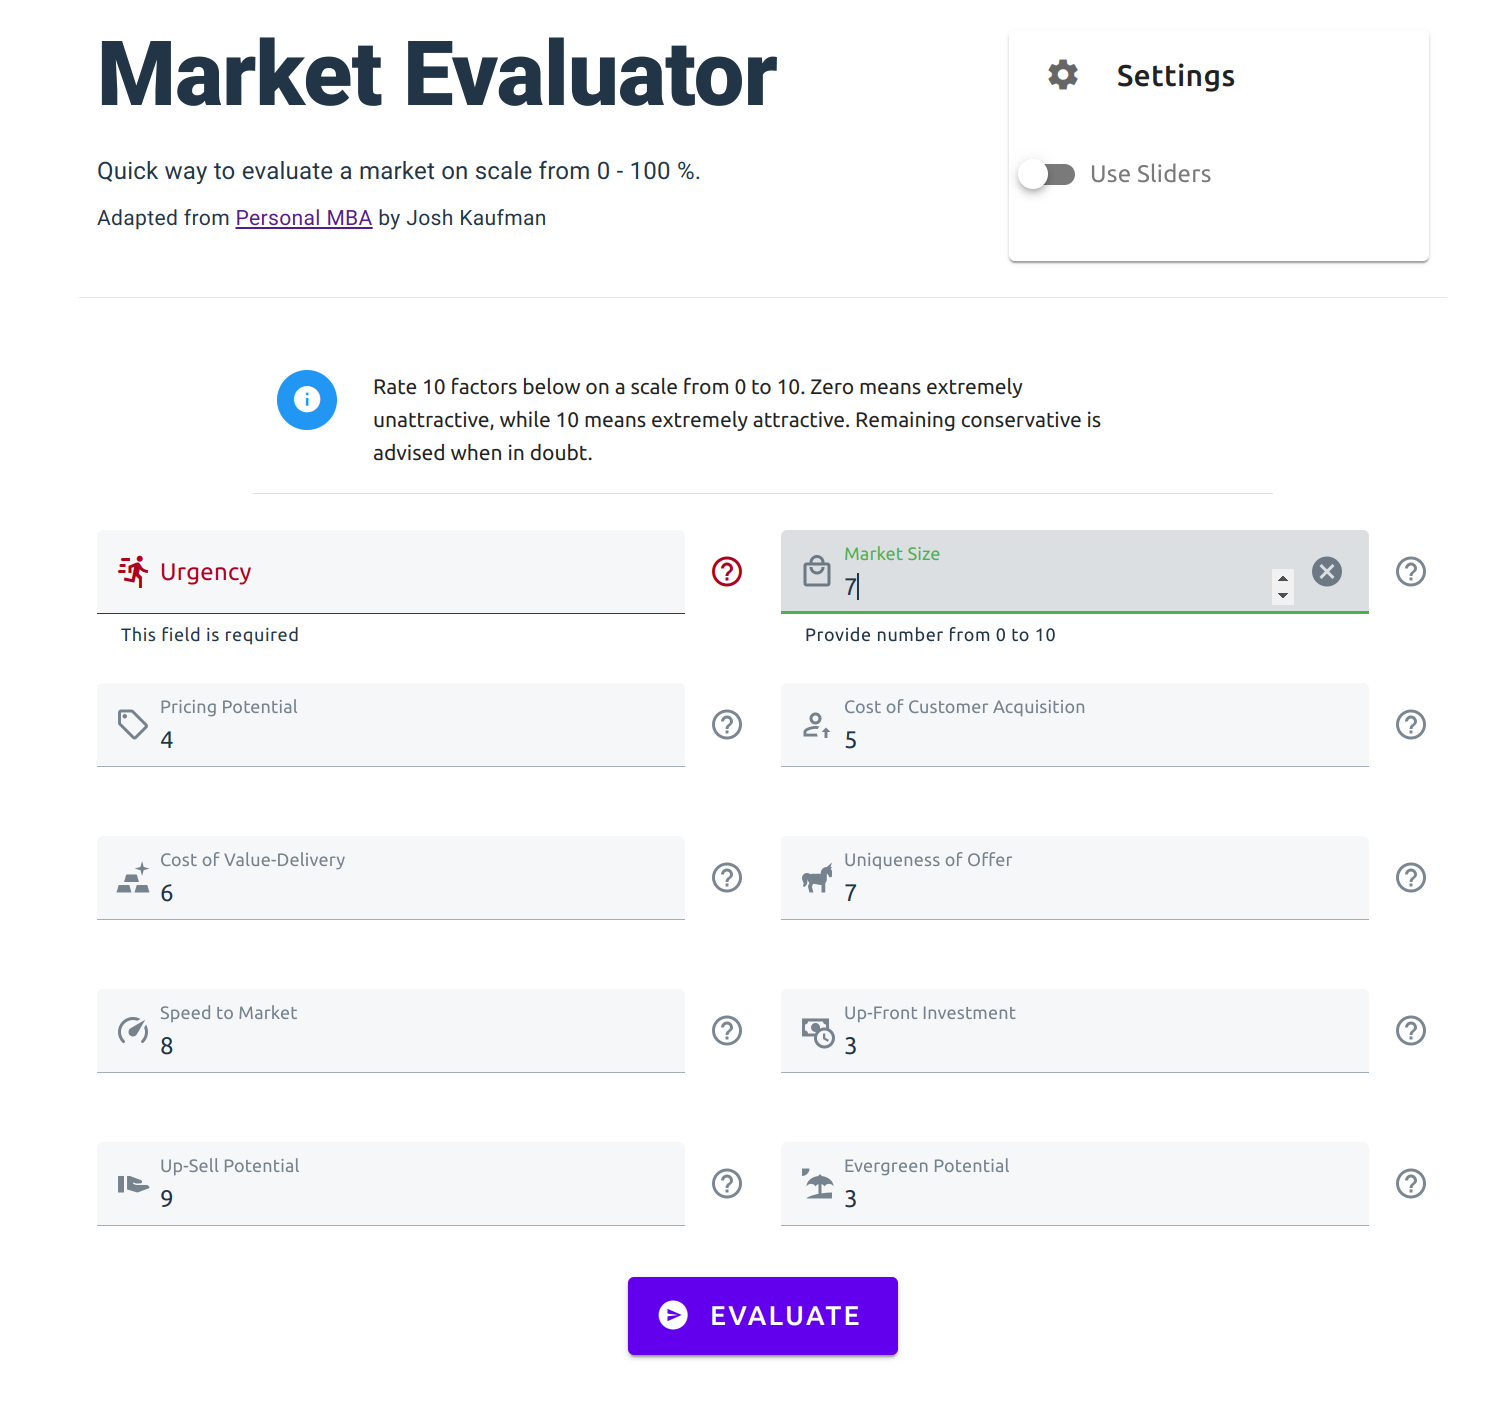 Market Evaluator
Settings
Quick way to evaluate a market on scale from 0 - 100 %.
Use Sliders
Adapted from Personal MBA by Josh Kaufman
Rate 10 factors below on a scale from 0 to 10. Zero means extremely
unattractive, while 10 means extremely attractive. Remaining conservative is
advised when in doubt.
Urgency
This field is required
Market Size
7
Provide number from 0 to 10
Pricing Potential
4
Cost of Customer Acquisition
5
Cost of Value-Delivery
6
Uniqueness of Offer
7
Speed to Market
8
Up-Front Investment
3
Up-Sell Potential
9
Evergreen Potential
3
EVALUATE